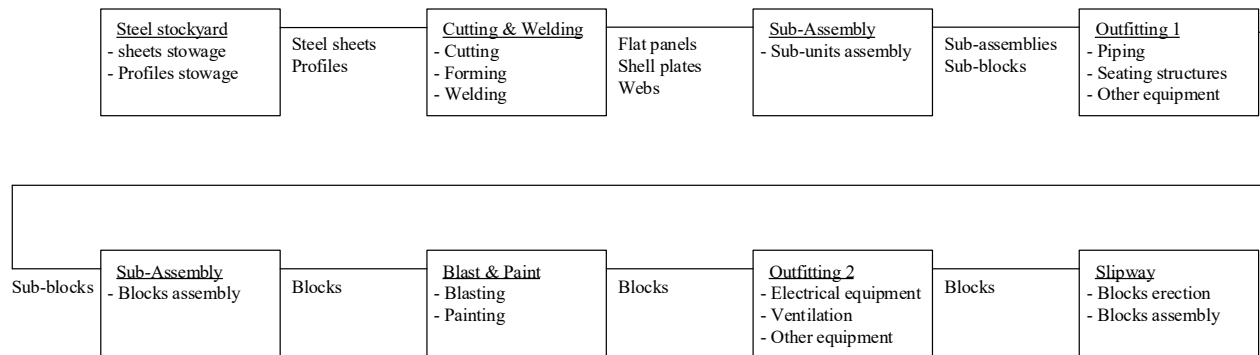 Steel stockyard
- sheets stowage
- Profiles stowage
Steel sheets
Profiles
Cutting & Welding
- Cutting
- Forming
- Welding
Flat panels
Shell plates
Webs
Sub-Assembly
- Sub-units assembly
Sub-assemblies
Sub-blocks
Outfitting 1
- Piping
- Seating structures
- Other equipment
Sub-blocks
Sub-Assembly
- Blocks assembly
Blocks
Blast & Paint
- Blasting
- Painting
Blocks
Outfitting 2
- Electrical equipment
- Ventilation
- Other equipment
Blocks
Slipway
- Blocks erection
- Blocks assembly